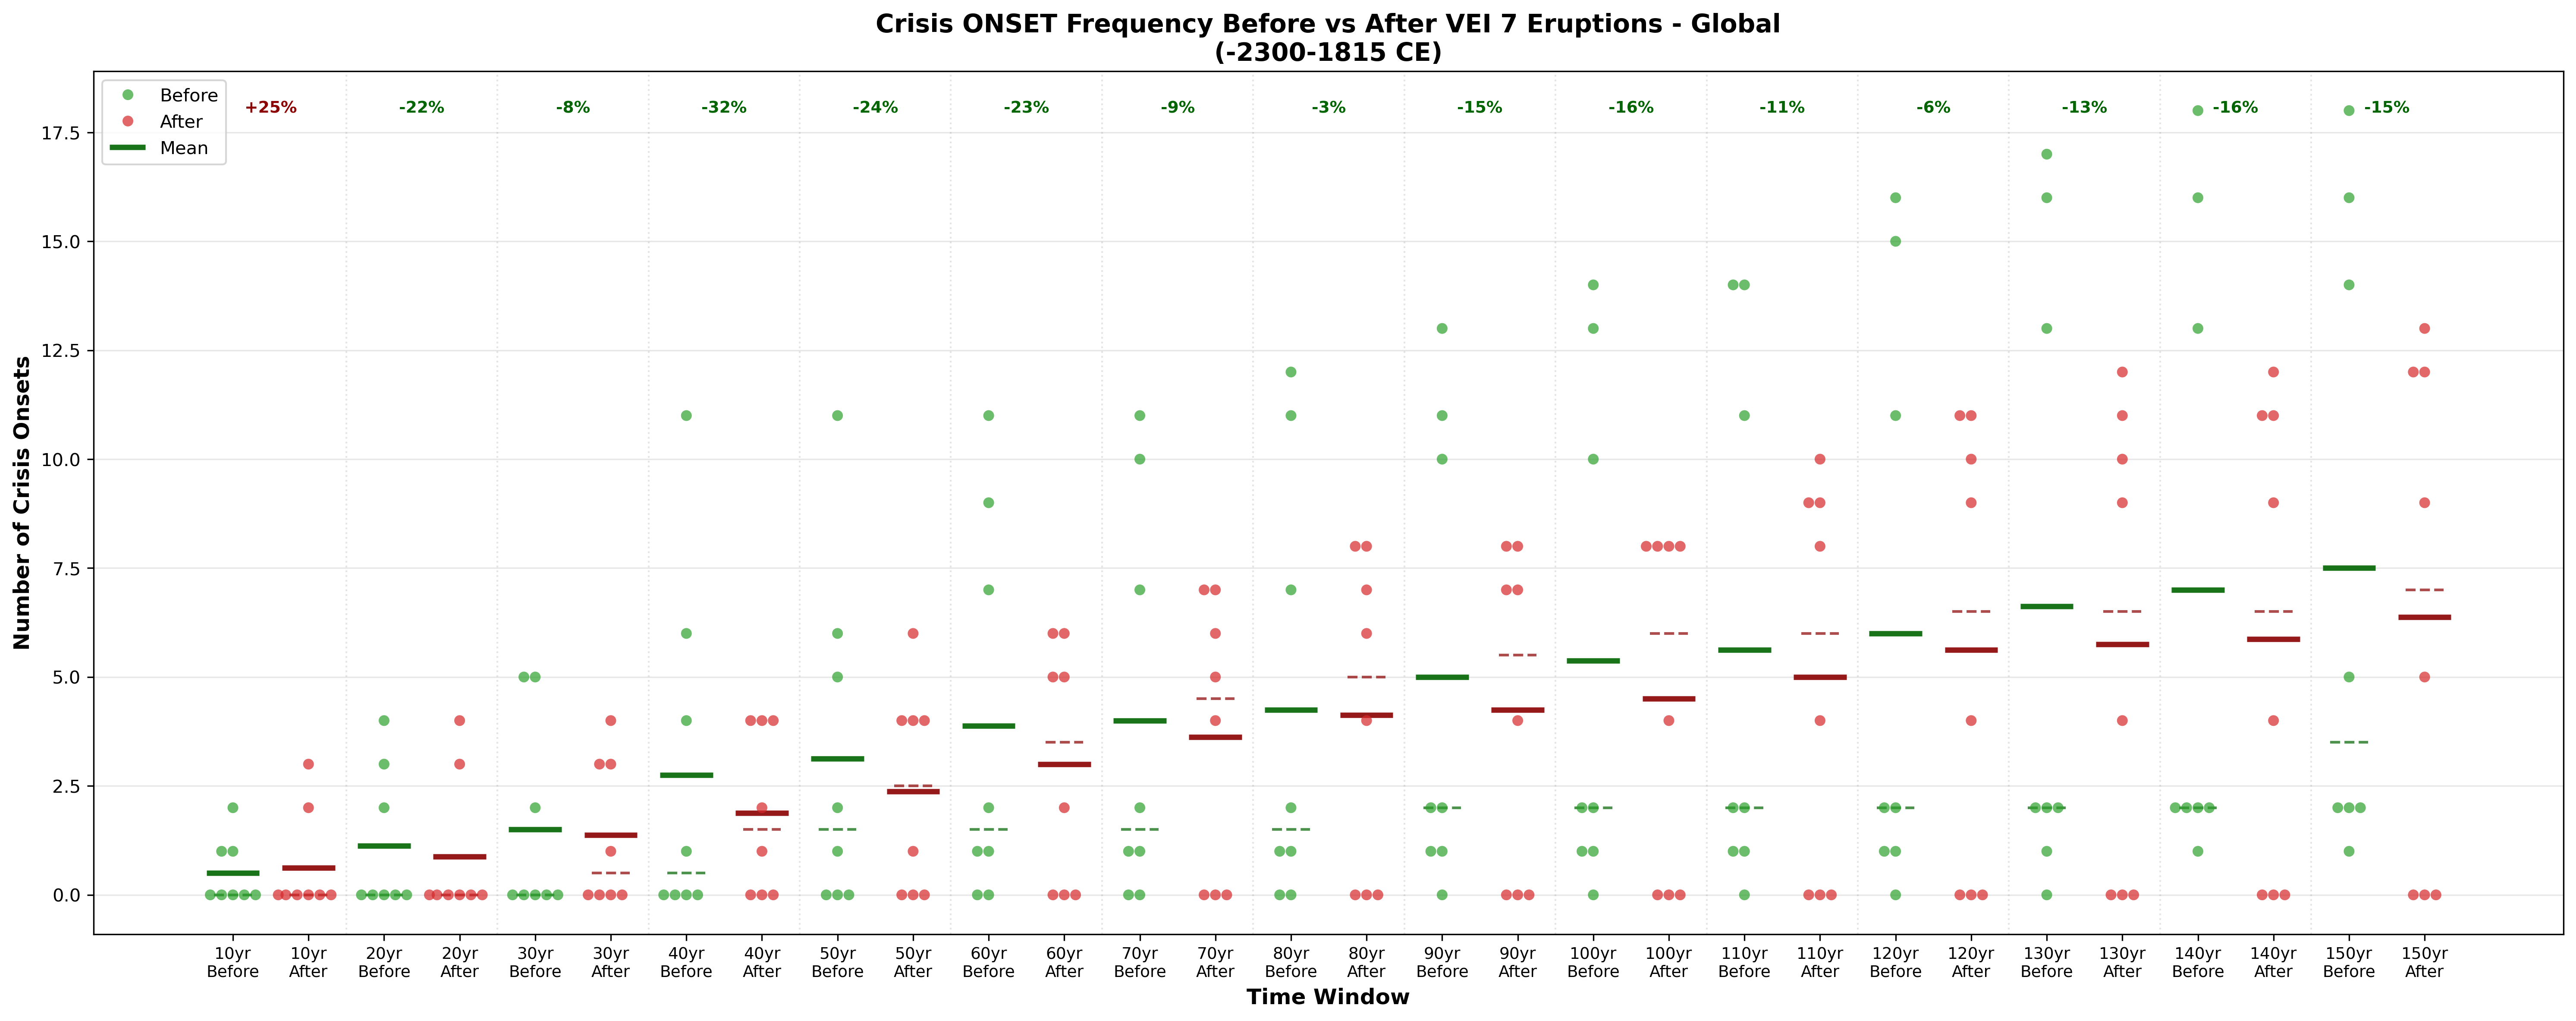 Crisis ONSET Frequency Before vs After VEI 7 Eruptions - Global
(-2300-1815 CE)
Before
After
Mean
+25%
-22%
-8%
-32%
-24%
-23%
-9%
-3%
-15%
-16%
-11%
-6%
-13%
-16%
-15%
Number of Crisis Onsets
17.5
15.0
12.5
10.0
7.5
5.0
2.5
0.0
10yr
Before
10yr
After
20yr
Before
20yr
After
30yr
Before
30yr
After
40yr
Before
40yr
After
50yr
Before
50yr
After
60yr
Before
60yr
After
70yr
Before
70yr
After
80yr
Before
80yr
After
90yr
Before
90yr
After
100yr
Before
100yr
After
110yr
Before
110yr
After
120yr
Before
120yr
After
130yr
Before
130yr
After
140yr
Before
140yr
After
150yr
Before
150yr
After
Time Window